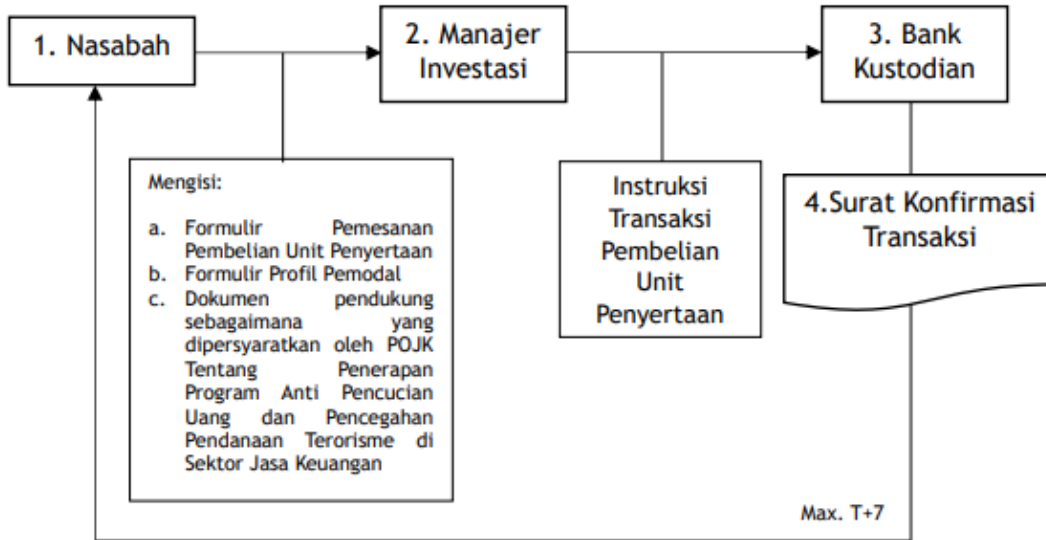 1. Nasabah
2. Manajer
Investasi
3. Bank
Kustodian
Mengisi:
a. Formulir Pemesanan
Pembelian Unit Penyertaan
b. Formulir Profil Pemodal
c. Dokumen pendukung
sebagaimana yang
dipersyaratkan oleh POJK
Tentang Penerapan
Program Anti Pencucian
Uang dan Pencegahan
Pendanaan Terorisme di
Sektor Jasa Keuangan
Instruksi
Transaksi
Pembelian
Unit
Penyertaan
4.Surat Konfirmasi
Transaksi
Max. T+7